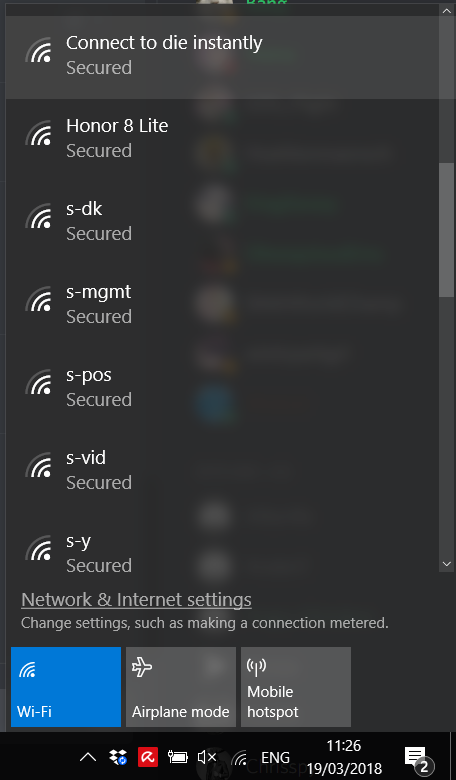 Connect to die instantly
Secured
Honor 8 Lite
Secured
s-dk
Secured
s-mgmt
Secured
s-pos
Secured
s-vid
Secured
s-y
Secured
Network & Internet settings
Change settings, such as making a connection metered.
Wi-Fi
Airplane mode
Mobile
hotspot
ENG
11:26
19/03/2018
2